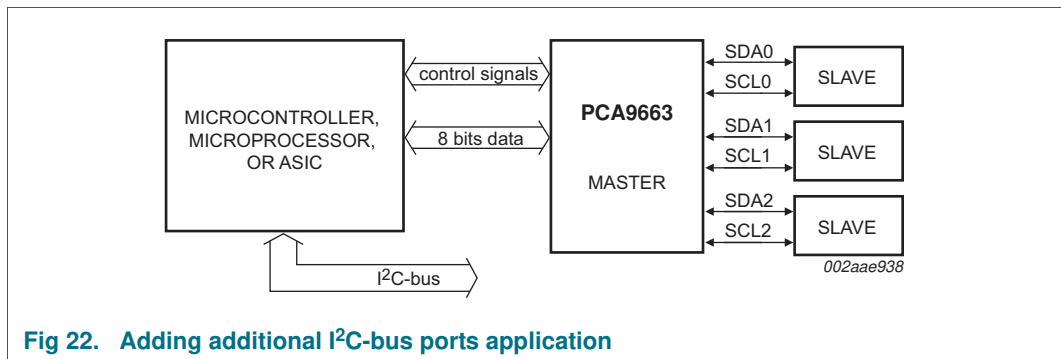 MICROCONTROLLER,
MICROPROCESSOR,
OR ASIC
control signals
8 bits data
I²C-bus
PCA9663
MASTER
SDA0
SCL0
SLAVE
SDA1
SCL1
SLAVE
SDA2
SCL2
SLAVE
002aae938
Fig 22. Adding additional I²C-bus ports application